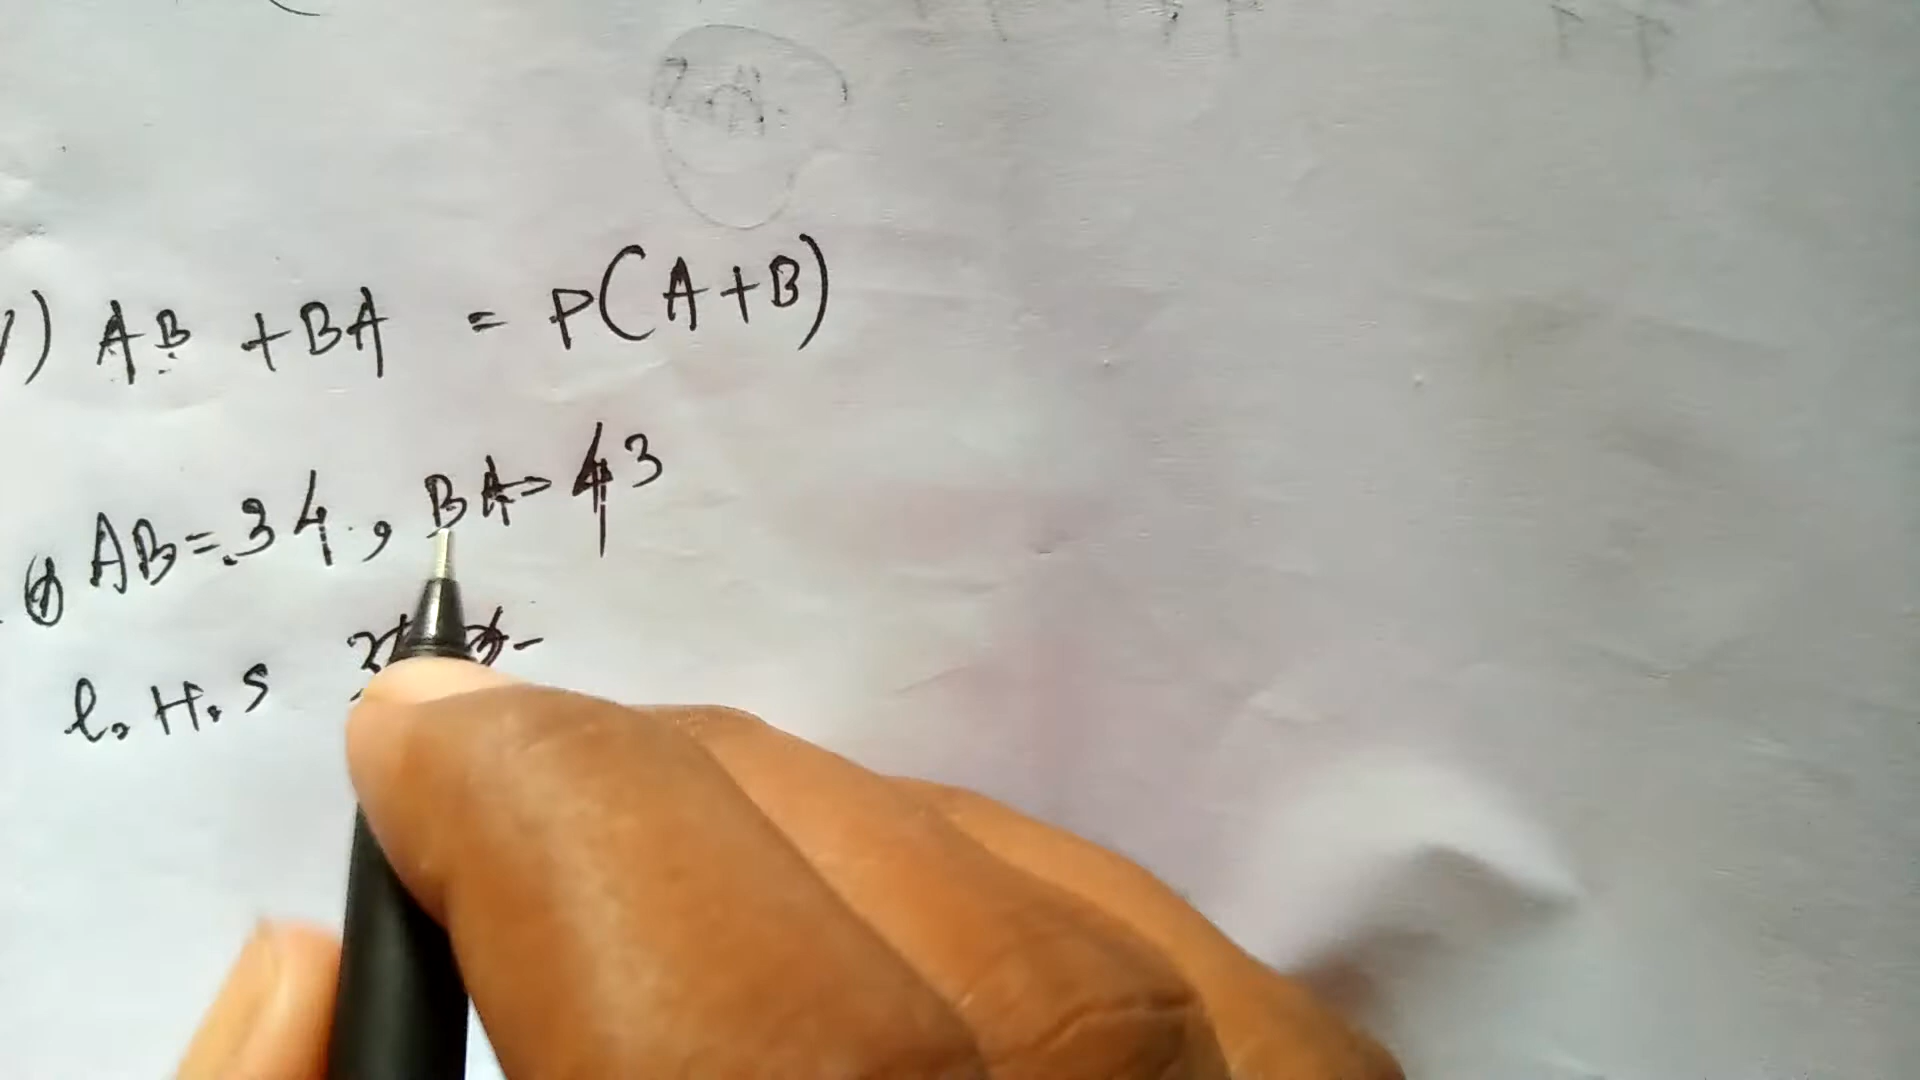 1) AB + BA = P(A+B)
AB = 34, BA = 43
L.H.S